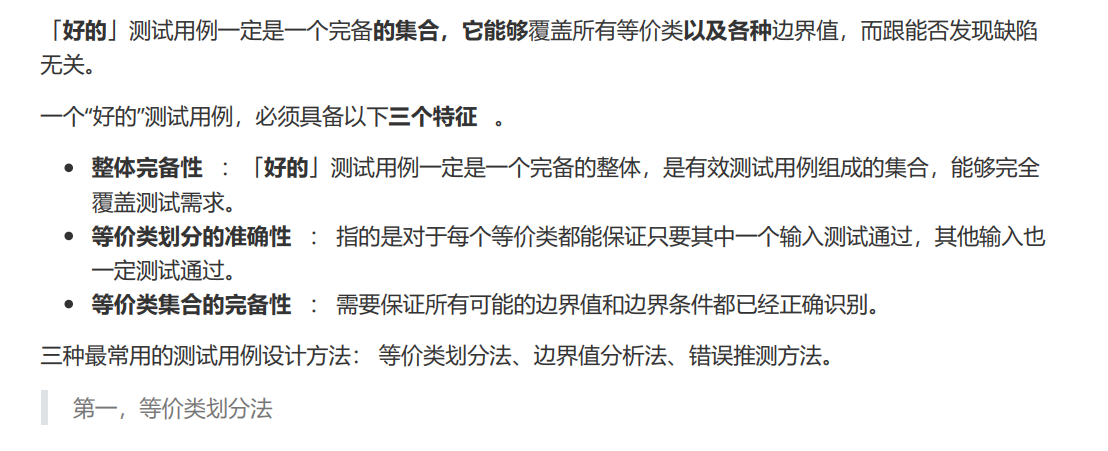 「好的」测试用例一定是一个完备的集合，它能够覆盖所有等价类以及各种边界值，而跟能否发现缺陷
无关。
一个“好的”测试用例，必须具备以下三个特征 。
• 整体完备性 ：「好的」测试用例一定是一个完备的整体，是有效测试用例组成的集合，能够完全
覆盖测试需求。
• 等价类划分的准确性 ： 指的是对于每个等价类都能保证只要其中一个输入测试通过，其他输入也
一定测试通过。
• 等价类集合的完备性 ： 需要保证所有可能的边界值和边界条件都已经正确识别。
三种最常用的测试用例设计方法： 等价类划分法、边界值分析法、错误推测方法。
第一，等价类划分法